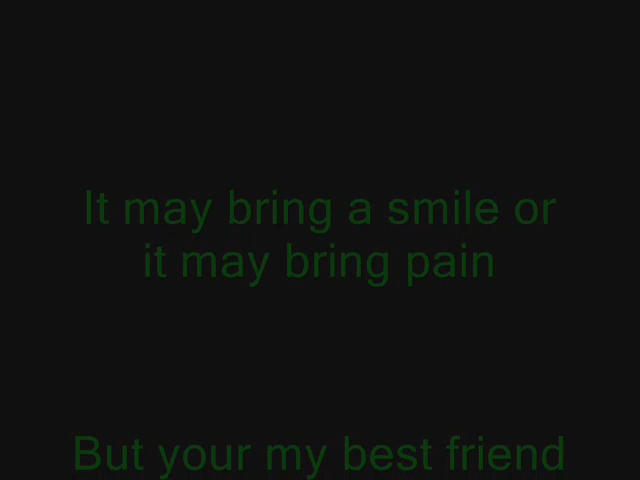 It may bring a smile or
it may bring pain
But your my best friend